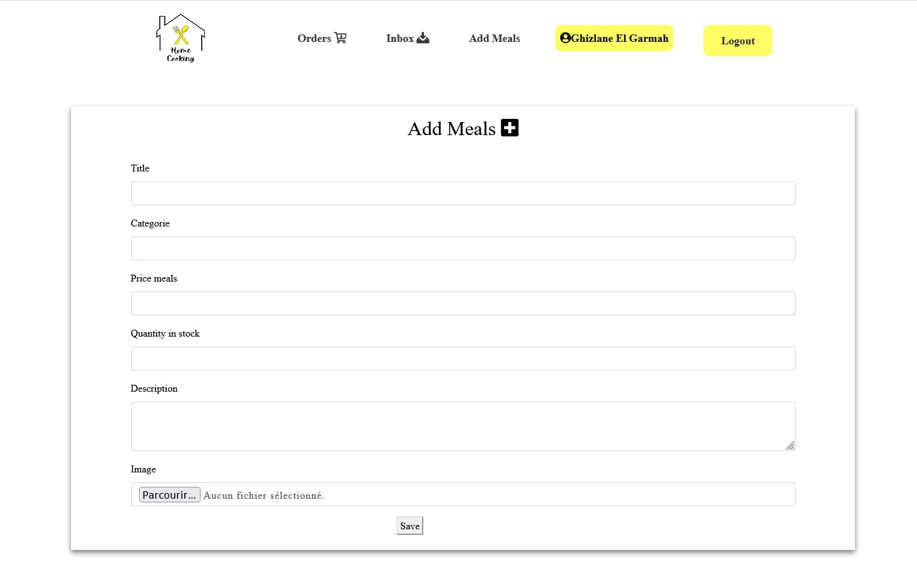 Home
Cooking
Orders
Inbox
Add Meals
Ghizlane El Garmah
Logout
Add Meals
Title
Categorie
Price meals
Quantity in stock
Description
Image
Parcourir... Aucun fichier sélectionné.
Save